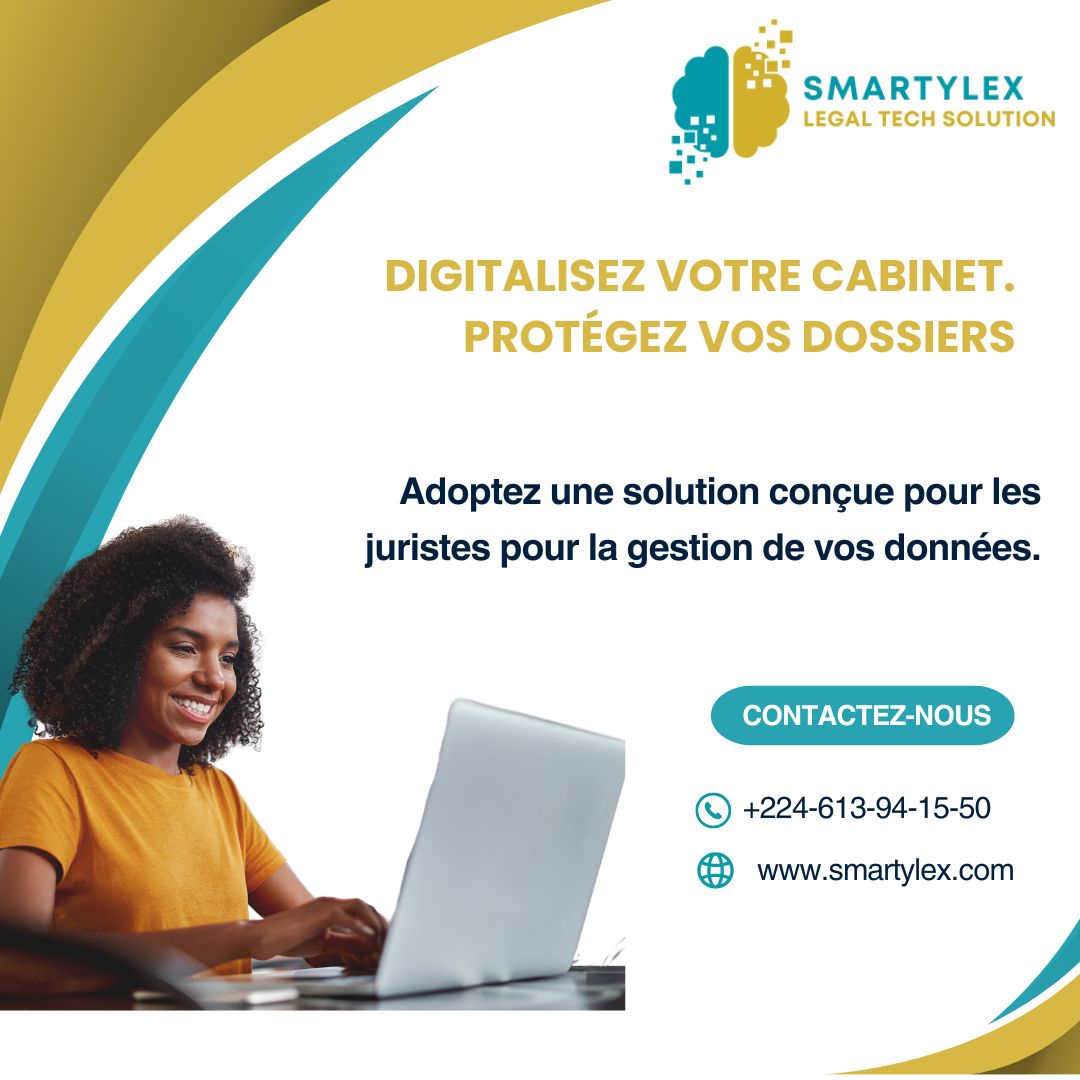 SMARTYLEX
LEGAL TECH SOLUTION
DIGITALISEZ VOTRE CABINET.
PROTÉGEZ VOS DOSSIERS
Adoptez une solution conçue pour les
juristes pour la gestion de vos données.
CONTACTEZ-NOUS
+224-613-94-15-50
www.smartylex.com